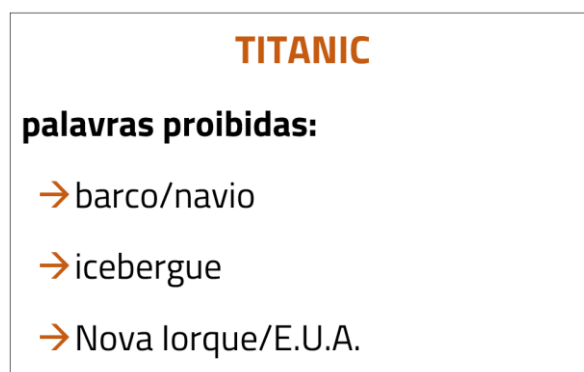 TITANIC
palavras proibidas:
→ barco/navio
→ icebergue
→ Nova Iorque/E.U.A.